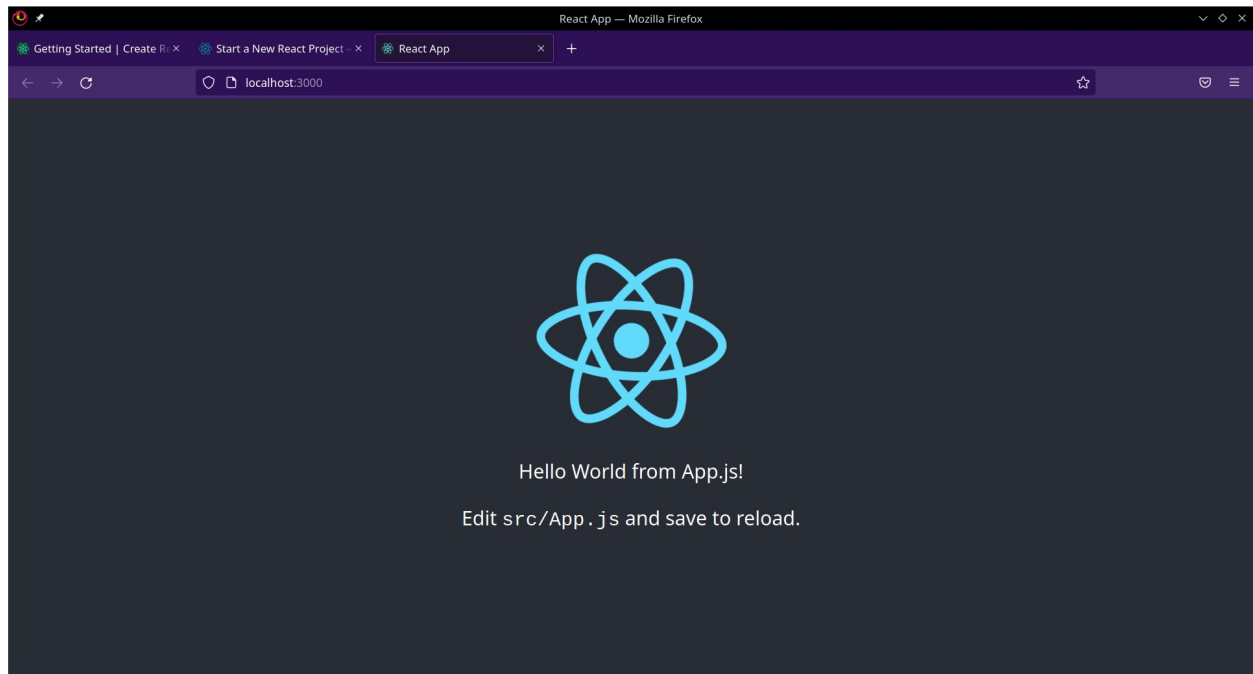 React App — Mozilla Firefox
Getting Started | Create Re
Start a New React Project –
React App
localhost:3000
Hello World from App.js!
Edit src/App.js and save to reload.